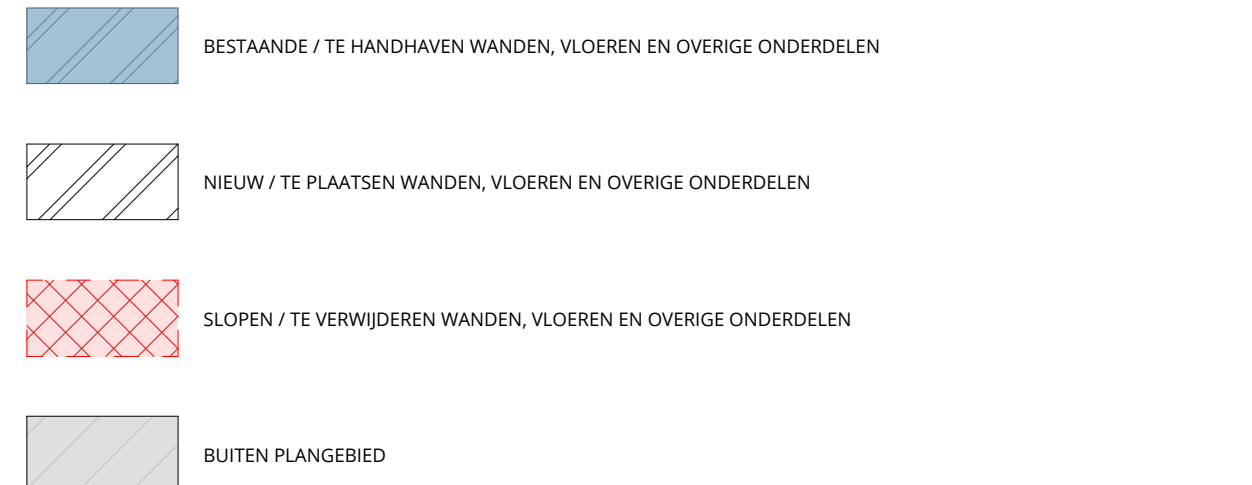 BESTAANDE / TE HANDHAVEN WANDEN, VLOEREN EN OVERIGE ONDERDELEN
NIEUW / TE PLAATSEN WANDEN, VLOEREN EN OVERIGE ONDERDELEN
SLOPEN / TE VERWIJDEREN WANDEN, VLOEREN EN OVERIGE ONDERDELEN
BUITEN PLANGEBIED